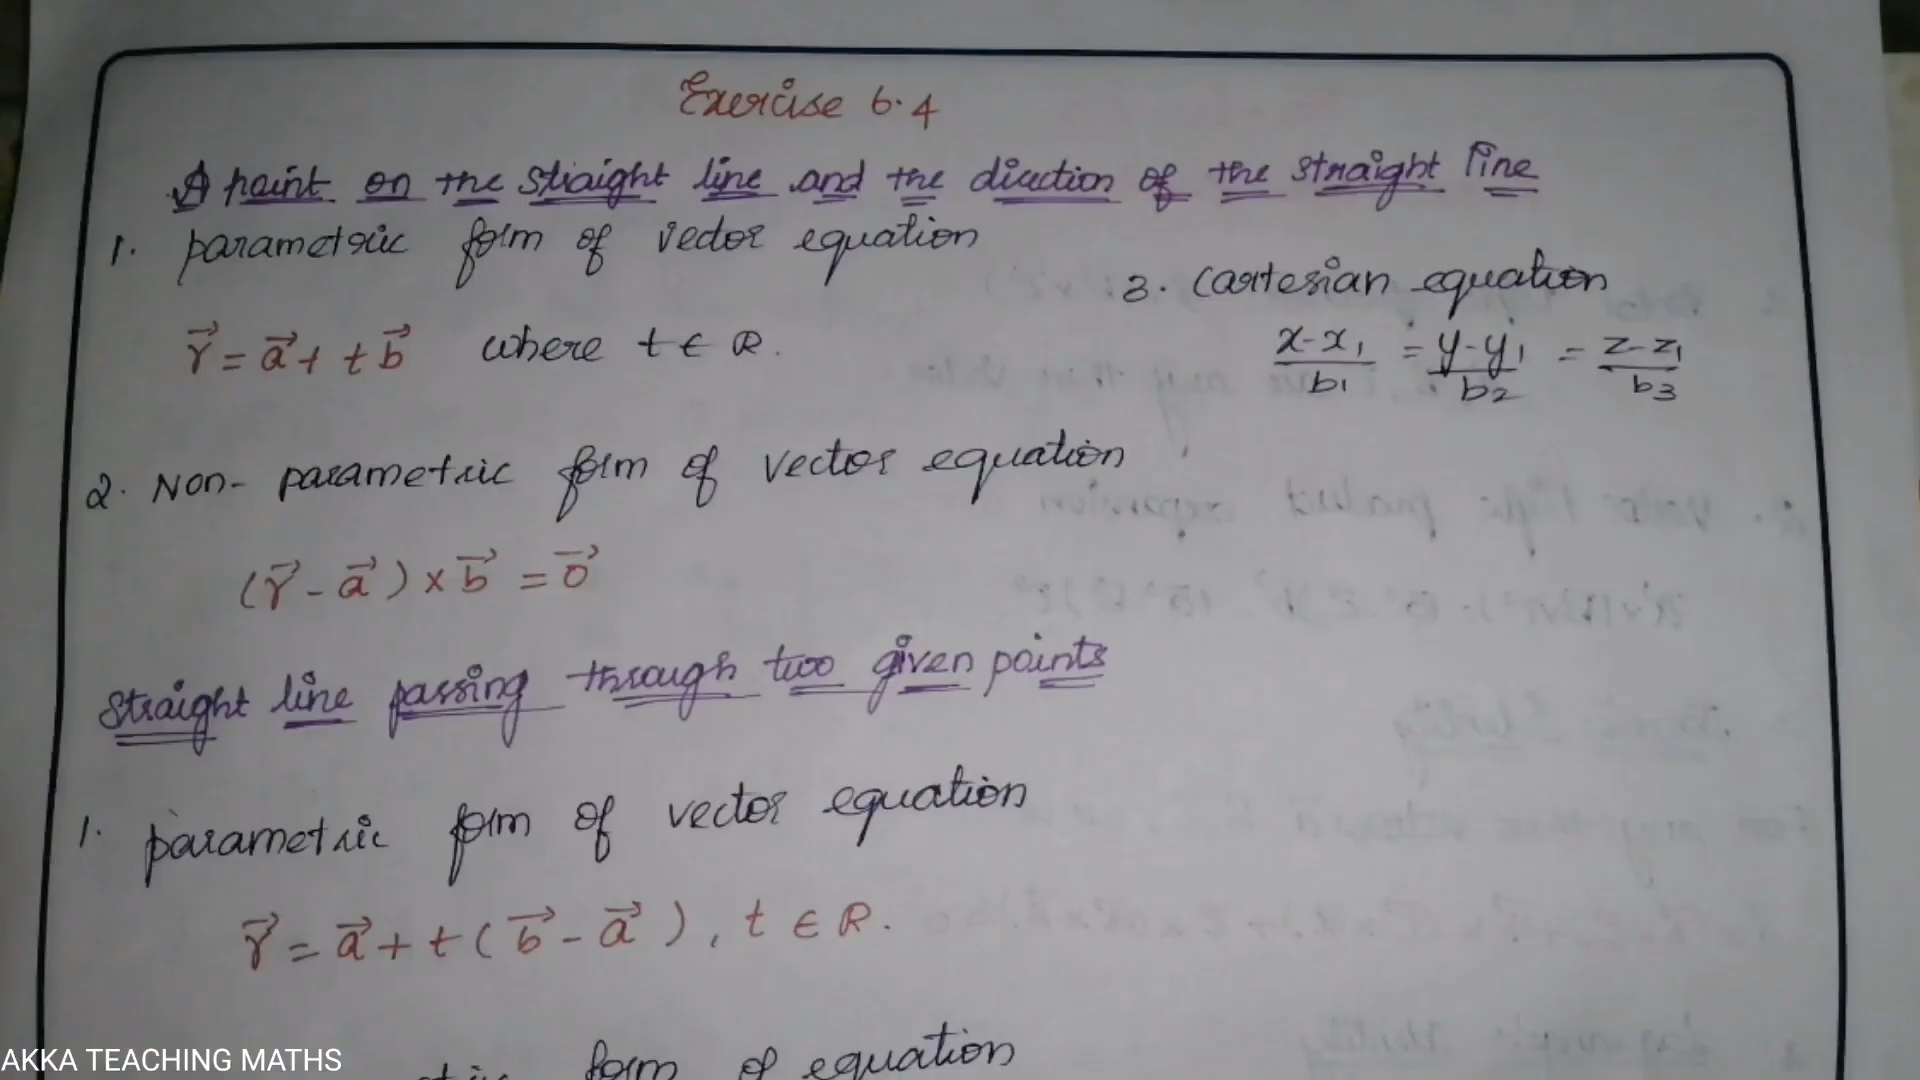 Exercise 6.4
A point on the straight line and the direction of the straight line
1. parametric form of vector equation
r⃗ = a⃗ + t b⃗ where t ∈ R.
3. Cartesian equation
x-x₁/b₁ = y-y₁/b₂ = z-z₁/b₃
2. Non-parametric form of vector equation
(r⃗ - a⃗) × b⃗ = 0⃗
Straight line passing through two given points
1. parametric form of vector equation
r⃗ = a⃗ + t(b⃗ - a⃗), t ∈ R.
form of equation
AKKA TEACHING MATHS